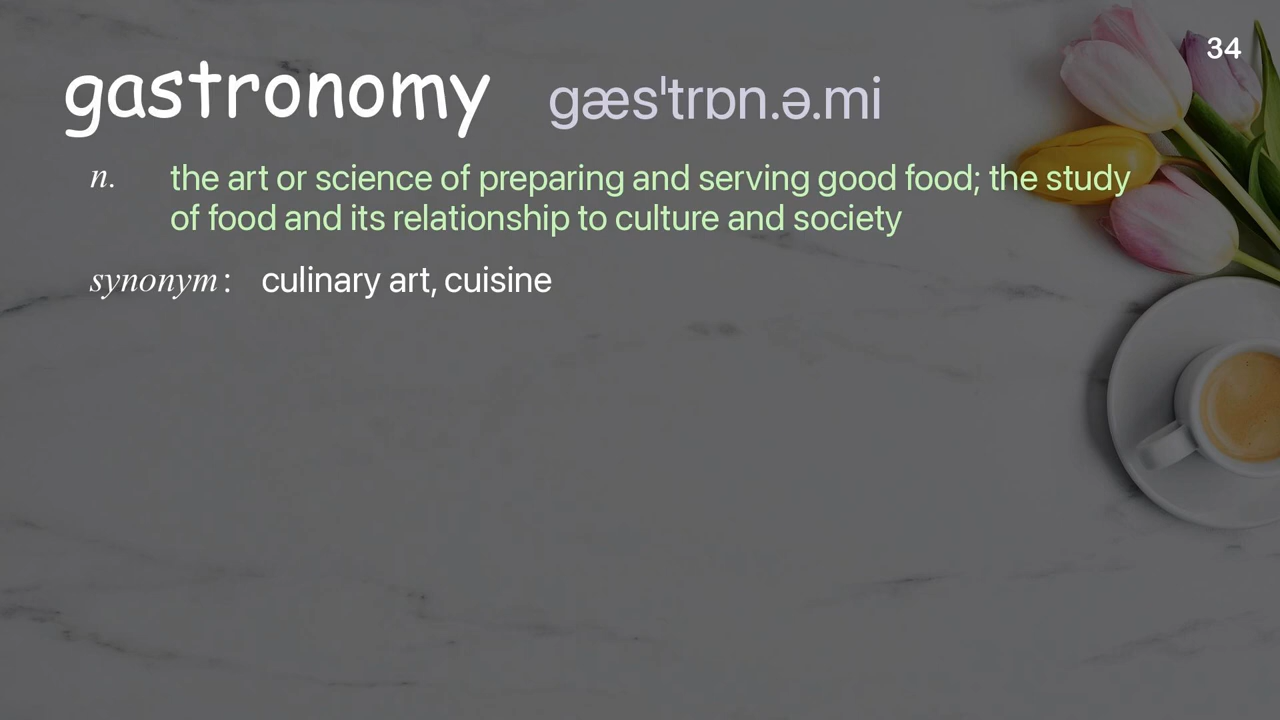 34
gastronomy gæsˈtrɒn.ə.mi
n. the art or science of preparing and serving good food; the study
of food and its relationship to culture and society
synonym: culinary art, cuisine